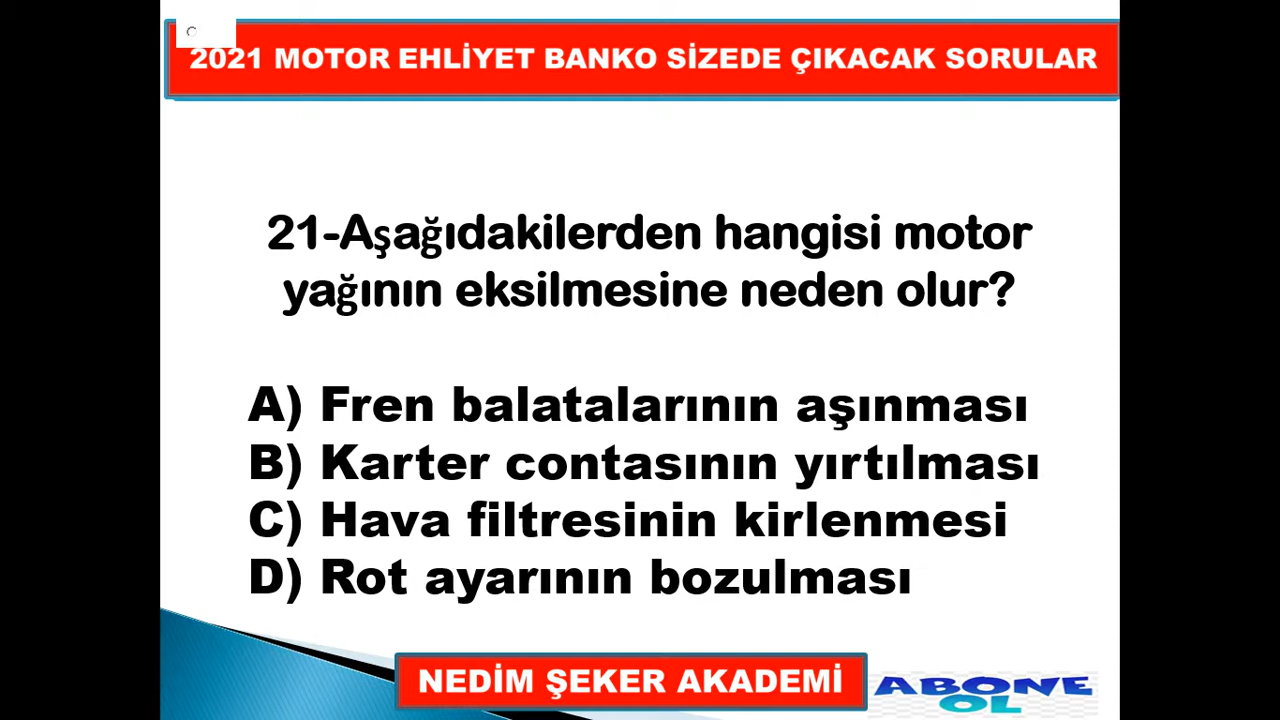 2021 MOTOR EHLİYET BANKO SİZEDE ÇIKACAK SORULAR
21-Aşağıdakilerden hangisi motor
yağının eksilmesine neden olur?
A) Fren balatalarının aşınması
B) Karter contasının yırtılması
C) Hava filtresinin kirlenmesi
D) Rot ayarının bozulması
NEDİM ŞEKER AKADEMİ
ABONE
OL